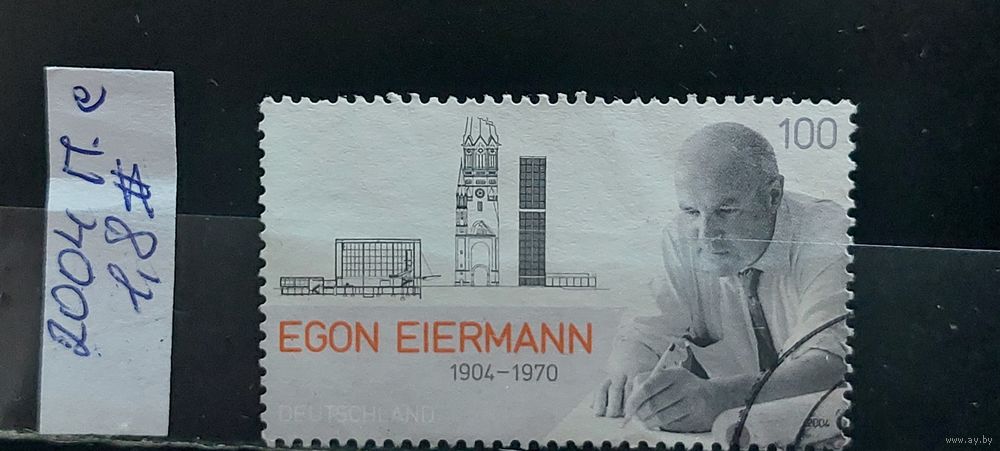 2004 П. с
1,8 #
100
EGON EIERMANN
1904–1970
DEUTSCHLAND
2004
www.ay.by